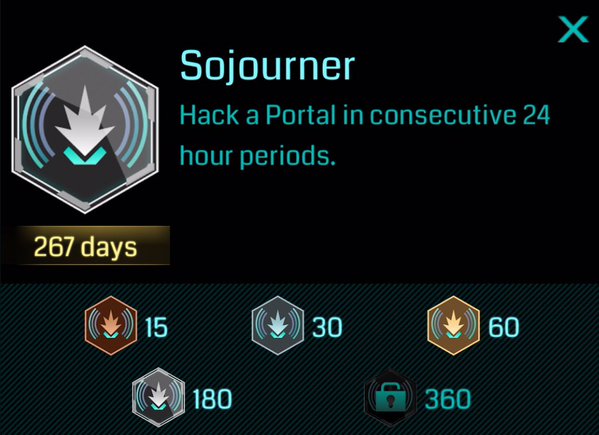 Sojourner
Hack a Portal in consecutive 24
hour periods.
267 days
15
30
60
180
360